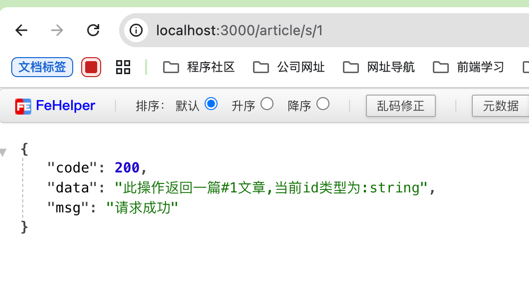 localhost:3000/article/s/1
文档标签 程序社区 公司网址 网址导航 前端学习
FeHelper 排序: 默认 升序 降序 乱码修正 元数据
{
"code": 200,
"data": "此操作返回一篇#1文章,当前id类型为:string",
"msg": "请求成功"
}